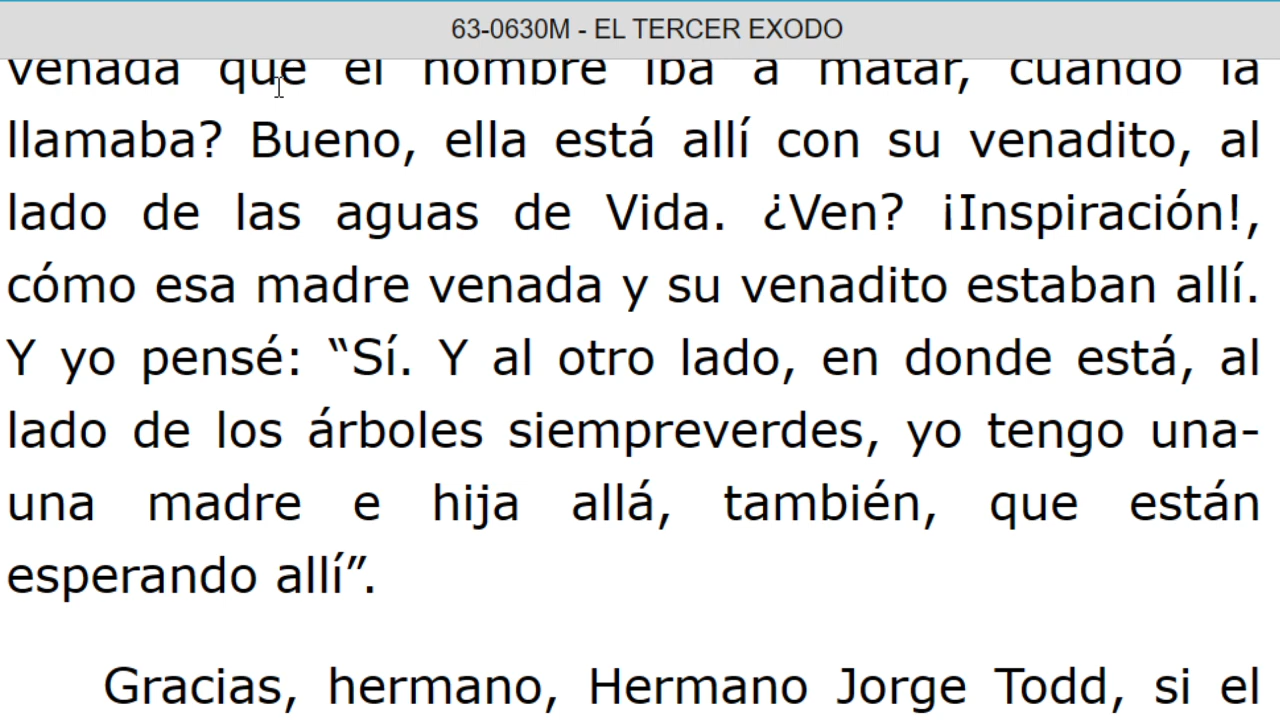 63-0630M - EL TERCER EXODO
venada que el hombre iba a matar, cuando la
llamaba? Bueno, ella está allí con su venadito, al
lado de las aguas de Vida. ¿Ven? ¡Inspiración!,
cómo esa madre venada y su venadito estaban allí.
Y yo pensé: “Sí. Y al otro lado, en donde está, al
lado de los árboles siempreverdes, yo tengo una-
una madre e hija allá, también, que están
esperando allí”.
Gracias, hermano, Hermano Jorge Todd, si el